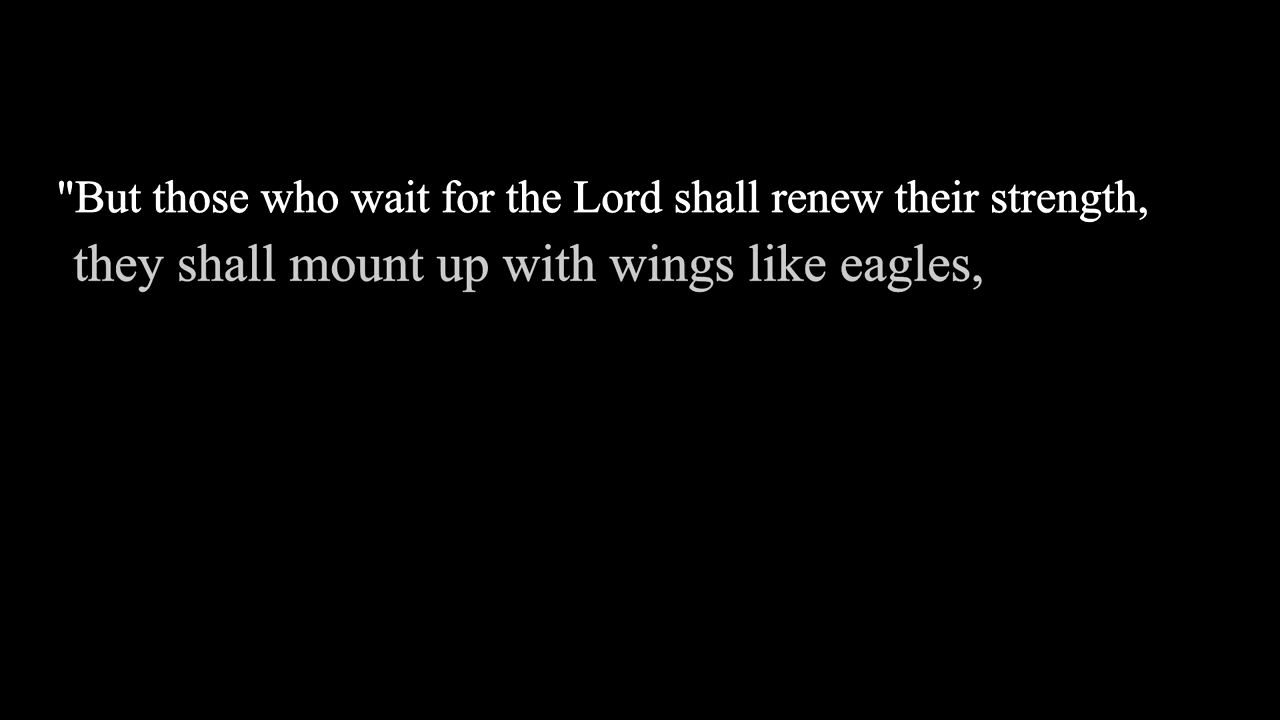 "But those who wait for the Lord shall renew their strength,
they shall mount up with wings like eagles,